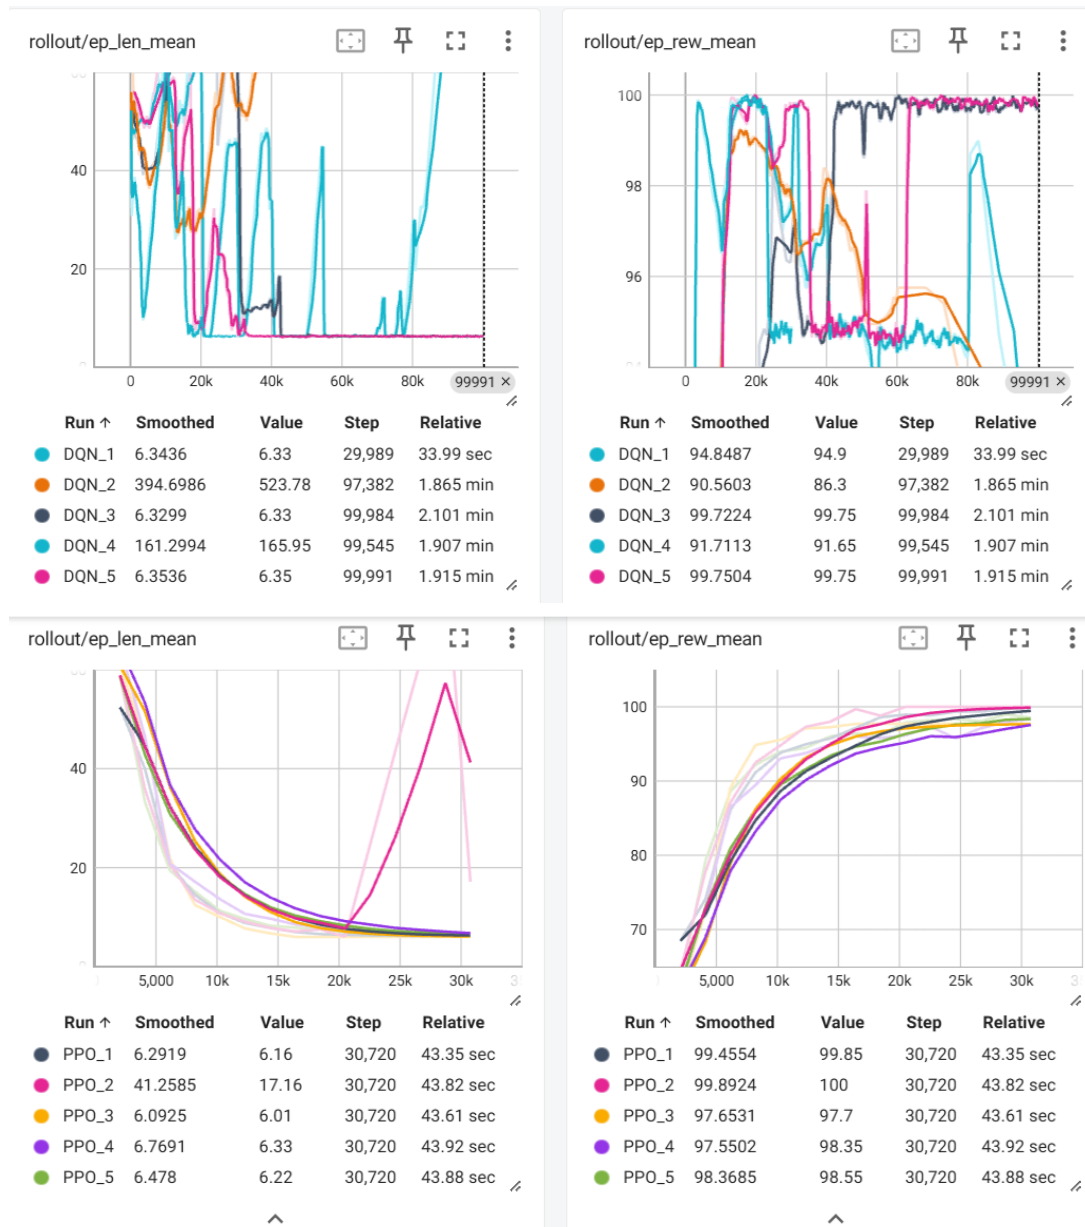 rollout/ep_len_mean
40
20
0
20k
40k
60k
80k
99991 ×
Run ↑ Smoothed Value Step Relative
DQN_1 6.3436 6.33 29,989 33.99 sec
DQN_2 394.6986 523.78 97,382 1.865 min
DQN_3 6.3299 6.33 99,984 2.101 min
DQN_4 161.2994 165.95 99,545 1.907 min
DQN_5 6.3536 6.35 99,991 1.915 min
rollout/ep_rew_mean
100
98
96
0
20k
40k
60k
80k
99991 ×
Run ↑ Smoothed Value Step Relative
DQN_1 94.8487 94.9 29,989 33.99 sec
DQN_2 90.5603 86.3 97,382 1.865 min
DQN_3 99.7224 99.75 99,984 2.101 min
DQN_4 91.7113 91.65 99,545 1.907 min
DQN_5 99.7504 99.75 99,991 1.915 min
rollout/ep_len_mean
40
20
5,000
10k
15k
20k
25k
30k
Run ↑ Smoothed Value Step Relative
PPO_1 6.2919 6.16 30,720 43.35 sec
PPO_2 41.2585 17.16 30,720 43.82 sec
PPO_3 6.0925 6.01 30,720 43.61 sec
PPO_4 6.7691 6.33 30,720 43.92 sec
PPO_5 6.478 6.22 30,720 43.88 sec
rollout/ep_rew_mean
100
90
80
70
5,000
10k
15k
20k
25k
30k
Run ↑ Smoothed Value Step Relative
PPO_1 99.4554 99.85 30,720 43.35 sec
PPO_2 99.8924 100 30,720 43.82 sec
PPO_3 97.6531 97.7 30,720 43.61 sec
PPO_4 97.5502 98.35 30,720 43.92 sec
PPO_5 98.3685 98.55 30,720 43.88 sec